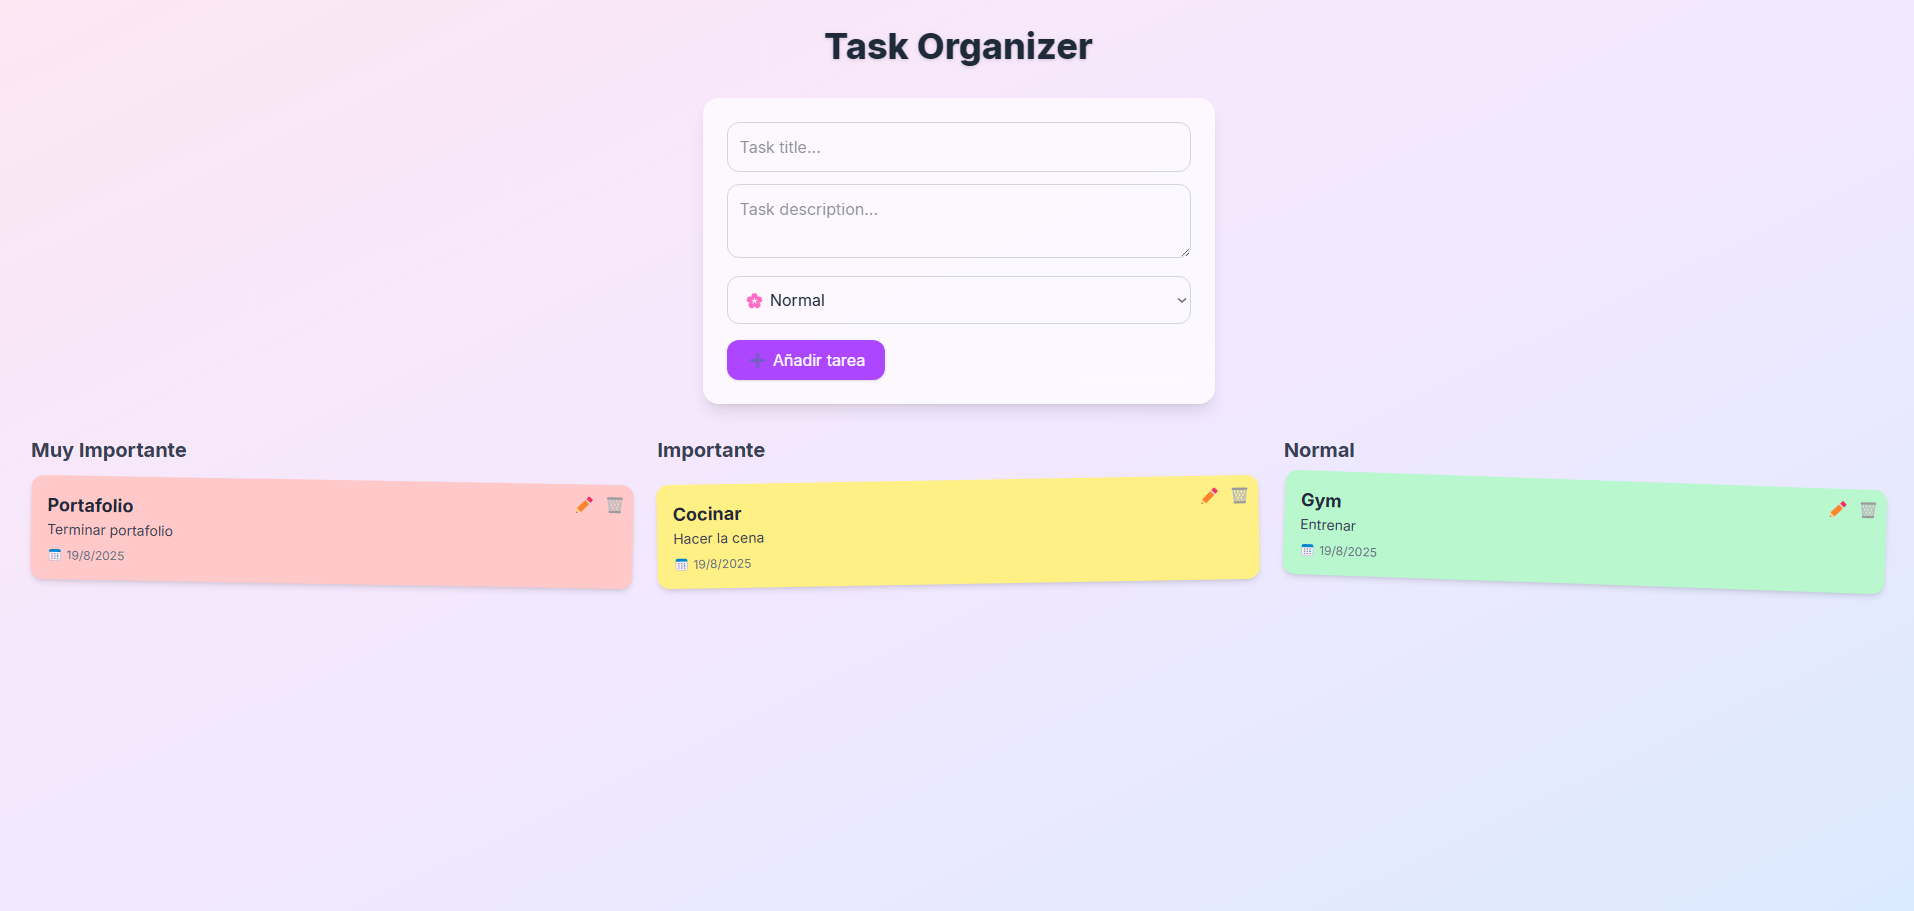 Task Organizer
Task title...
Task description...
🌸 Normal
➕ Añadir tarea
Muy Importante
Portafolio
Terminar portafolio
19/8/2025
Importante
Cocinar
Hacer la cena
19/8/2025
Normal
Gym
Entrenar
19/8/2025